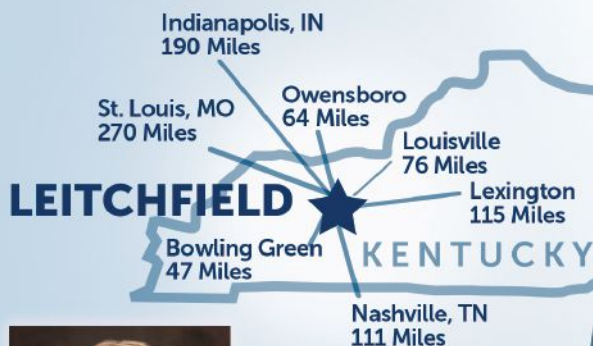 Indianapolis, IN
190 Miles
St. Louis, MO
270 Miles
Owensboro
64 Miles
Louisville
76 Miles
LEITCHFIELD
Lexington
115 Miles
Bowling Green
47 Miles
KENTUCKY
Nashville, TN
111 Miles